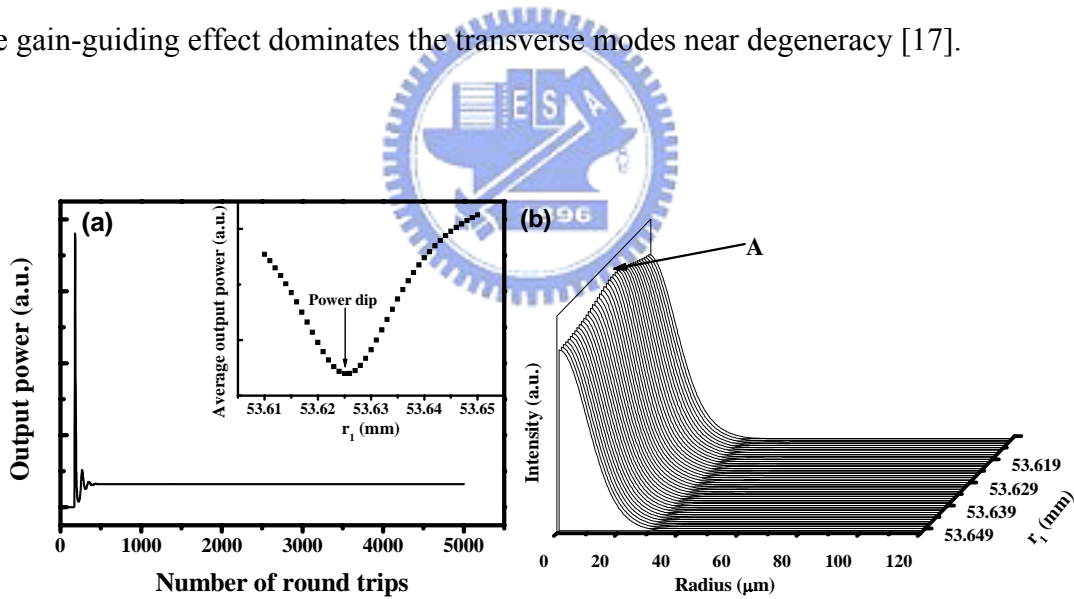 e gain-guiding effect dominates the transverse modes near degeneracy [17].
E S A
1896
(a)
Output power (a.u.)
0 1000 2000 3000 4000 5000
Number of round trips
Average output power (a.u.)
Power dip
53.61 53.62 53.63 53.64 53.65
r1 (mm)
(b)
A
Intensity (a.u.)
0 20 40 60 80 100 120
Radius (μm)
53.619
53.629
53.639
53.649
r1 (mm)